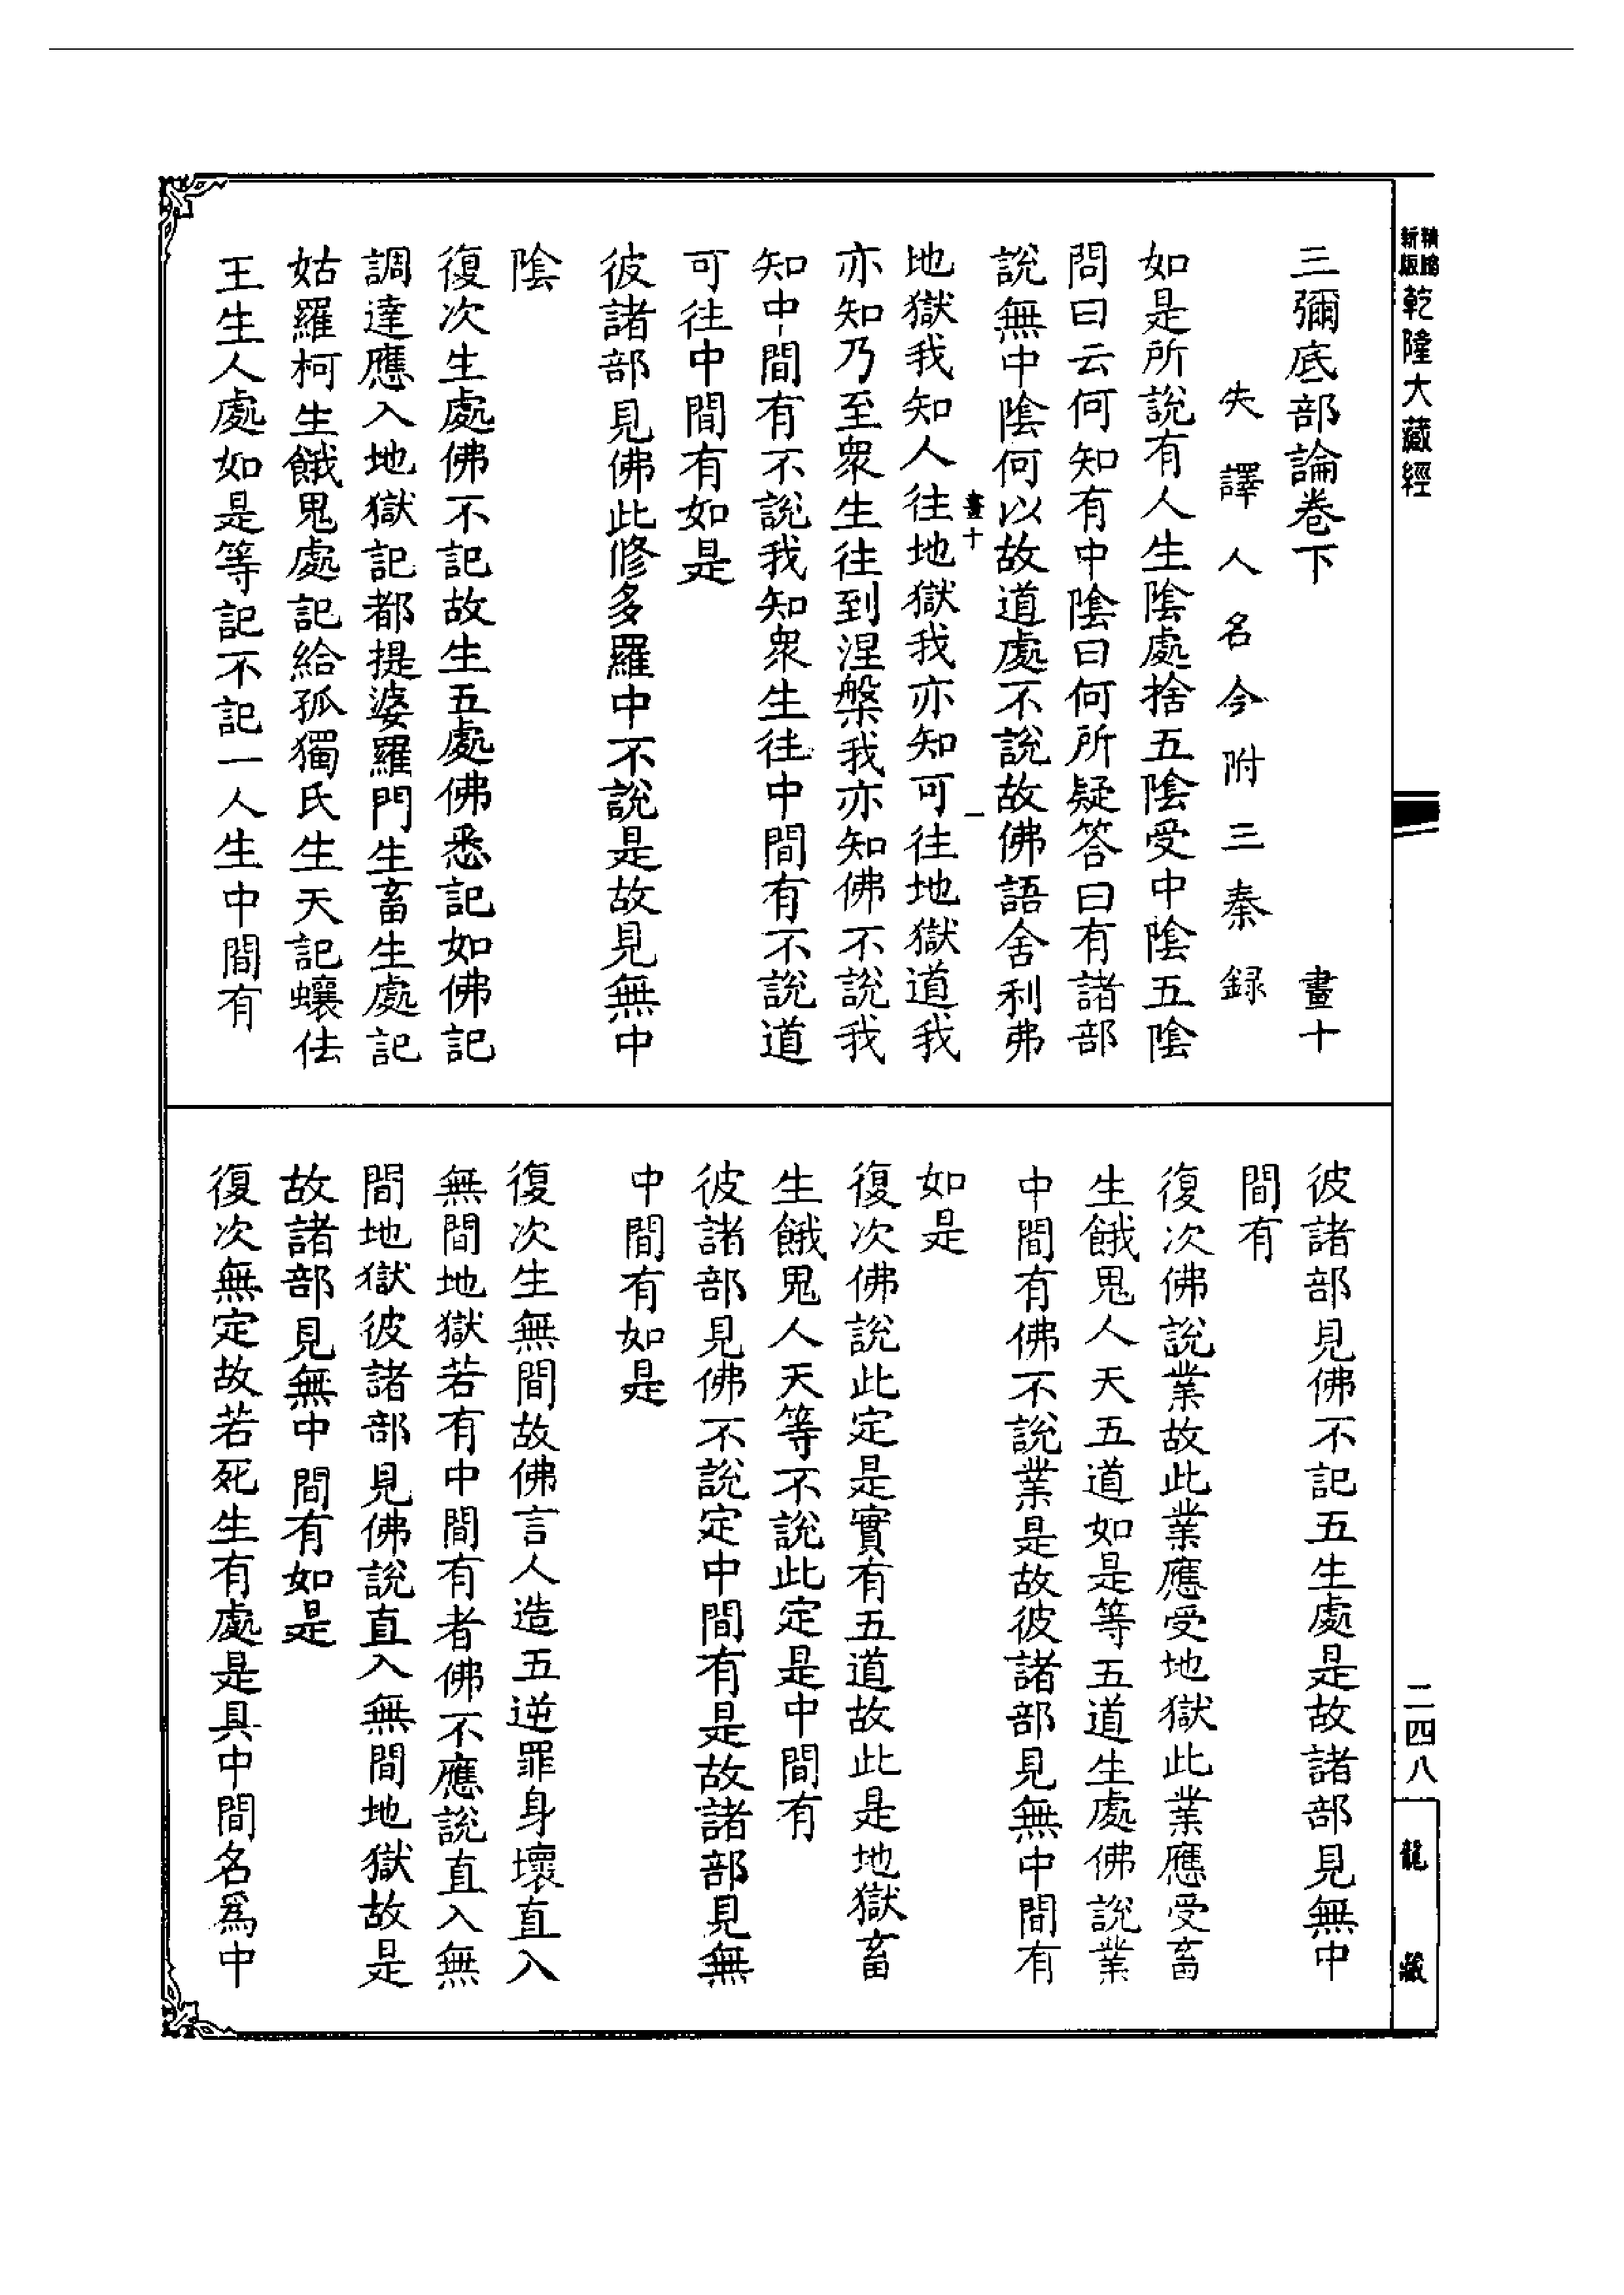 精縮
新版
乾隆大藏經
二四八
龍藏
三彌底部論卷下 畫十
失譯人名今附三秦録
如是所說有人生陰處捨五陰受中陰五陰
問曰云何知有中陰曰何所疑答曰有諸部
說無中陰何以故道處不說故佛語舍利弗
畫十 一
地獄我知人往地獄我亦知可往地獄道我
亦知乃至眾生往到涅槃我亦知佛不說我
知中間有不說我知眾生往中間有不說道
可往中間有如是
彼諸部見佛此修多羅中不說是故見無中
陰
復次生處佛不記故生五處佛悉記如佛記
調達應入地獄記都提婆羅門生畜生處記
姑羅柯生餓鬼處記給孤獨氏生天記蠰佉
王生人處如是等記不記一人生中間有
彼諸部見佛不記五生處是故諸部見無中
間有
復次佛說業故此業應受地獄此業應受畜
生餓鬼人天五道如是等五道生處佛說業
中間有佛不說業是故彼諸部見無中間有
如是
復次佛說此定是實有五道故此是地獄畜
生餓鬼人天等不說此定是中間有
彼諸部見佛不說定中間有是故諸部見無
中間有如是
復次生無間故佛言人造五逆罪身壞直入
無間地獄若有中間有者佛不應說直入無
間地獄彼諸部見佛說直入無間地獄故是
故諸部見無中間有如是
復次無定故若死生有處是具中間名為中